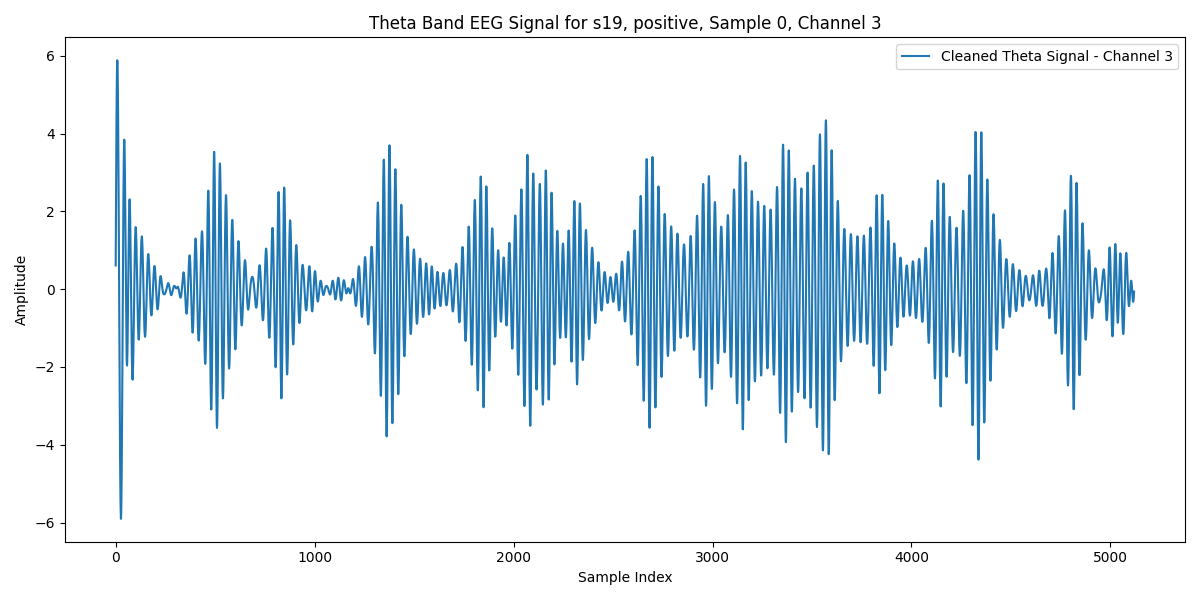 Theta Band EEG Signal for s19, positive, Sample 0, Channel 3
Cleaned Theta Signal - Channel 3
Amplitude
6
4
2
0
−2
−4
−6
0 1000 2000 3000 4000 5000
Sample Index